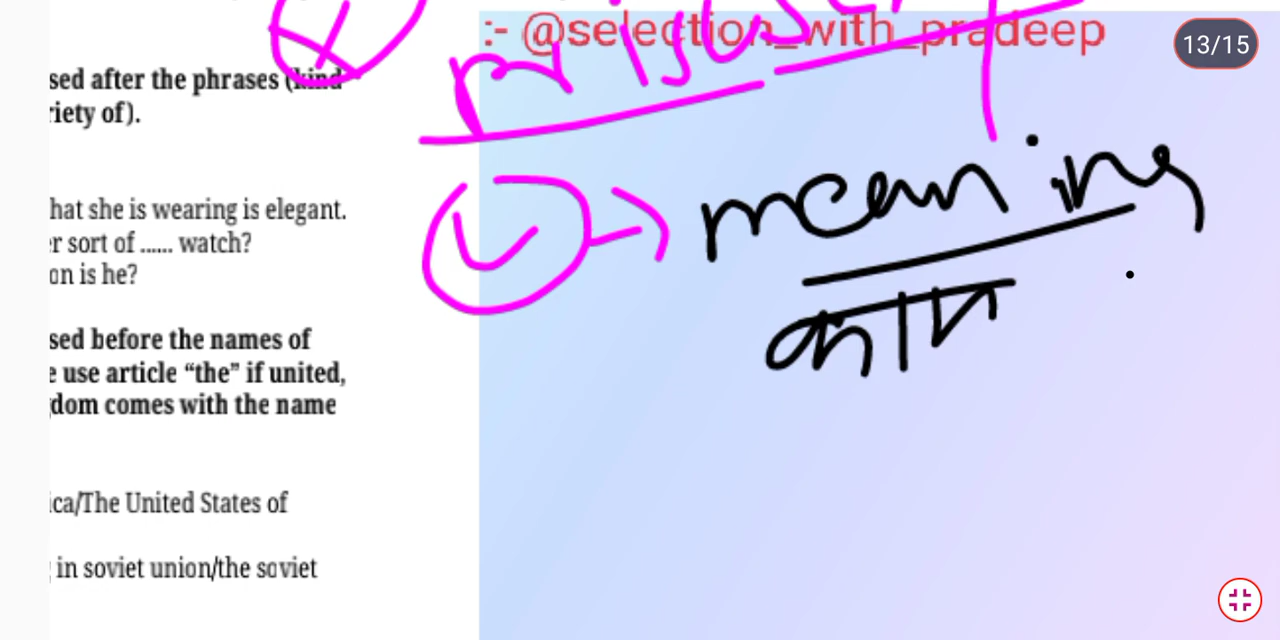 :- @selection_with_pradeep
13/15
sed after the phrases (kind
riety of).
hat she is wearing is elegant.
r sort of ...... watch?
on is he?
sed before the names of
e use article “the” if united,
dom comes with the name
ica/The United States of
in soviet union/the soviet
meaning
काम